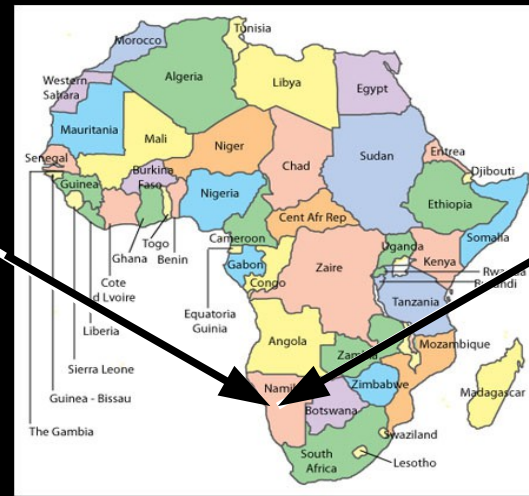 Tunisia
Morocco
Algeria
Libya
Egypt
Western
Sahara
Mauritania
Mali
Niger
Chad
Sudan
Eritrea
Djibouti
Senegal
Guinea
Burkina
Faso
Nigeria
Ethiopia
Somalia
Cent Afr Rep
Cameroon
Uganda
Kenya
Ghana
Togo
Benin
Gabon
Congo
Zaire
Cote
d Lvoire
Equatoria
Guinia
Tanzania
Liberia
Sierra Leone
Guinea - Bissau
The Gambia
Angola
Mozambique
Zimbabwe
Botswana
Madagascar
Swaziland
South
Africa
Lesotho